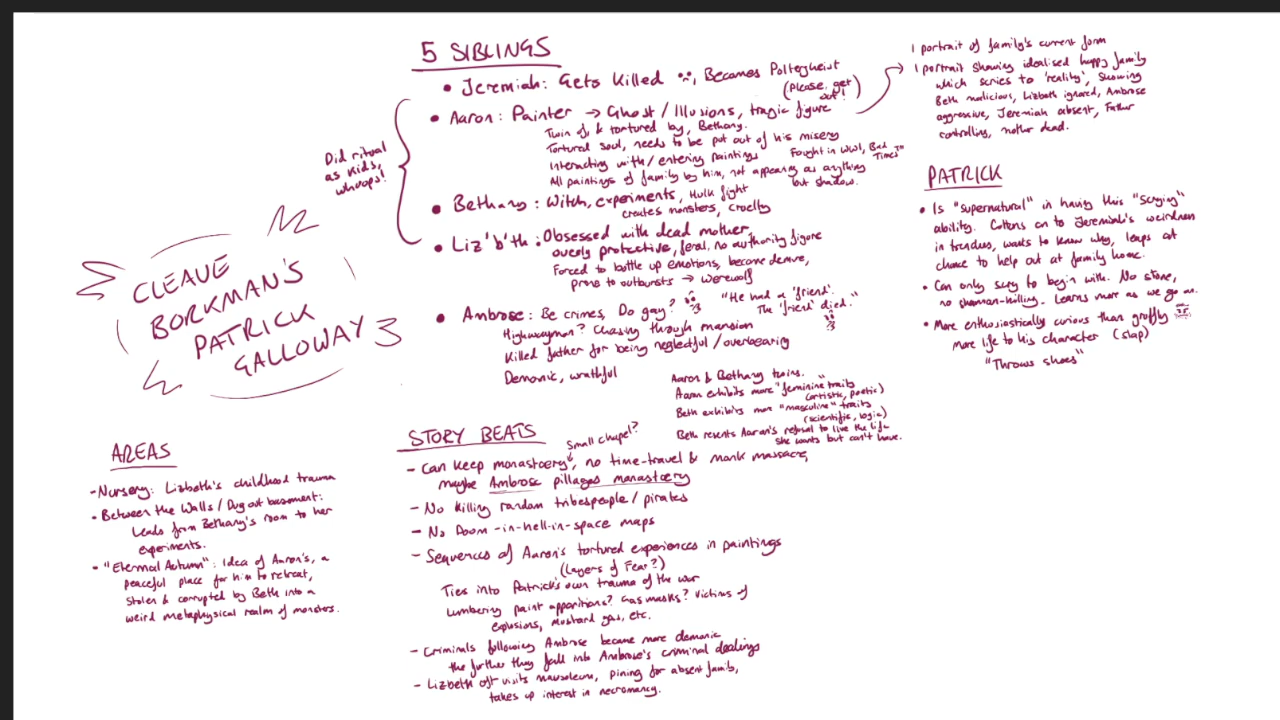 CLEAVE
BORKMAN'S
PATRICK
GALLOWAY 3
5 SIBLINGS
• Jeremiah: Gets Killed :, Becomes Poltergheist
(Please get
out!)
• Aaron: Painter → Ghost / Illusions, tragic figure
Twin of & tortured by, Bethany.
Tortured soul, needs to be put out of his misery
Interacting with / entering paintings
Fought in WW1, "Bad Times"
All paintings of family by him, not appearing as anything
but shadow.
Did ritual
as kids,
whoops!
• Bethany: Witch, experiments, Hulk fight
creates monsters, cruelty
• Liz'b'th: Obsessed with dead mother,
overly protective, feral, no authority figure
Forced to bottle up emotions, become demure,
prone to outbursts → werewolf
• Ambrose: Be crimes, Do gay? "He had a 'friend'.
The 'friend' died."
Highwayman? Chasing through mansion
Killed father for being neglectful / overbearing
Demonic, wrathful
Aaron & Bethany twins.
Aaron exhibits more "feminine" traits
(artistic, poetic)
Beth exhibits more "masculine" traits
(scientific, logic)
Beth resents Aaron's refusal to live the life
she wants but can't have.
1 portrait of family's current form
1 portrait showing idealised happy family
which scries to 'reality', showing
Beth malicious, Lizbeth ignored, Ambrose
aggressive, Jeremiah absent, Father
controlling, mother dead.
PATRICK
• Is "supernatural" in having this "Scrying"
ability. Cottons on to Jeremiah's weirdness
in trenches, wants to know why, leaps at
chance to help out at family home.
• Can only scry to begin with. No stone,
no shaman-killing. Learns more as we go on.
• More enthusiastically curious than gruffly
more life to his character (slap)
"Throws shoes"
AREAS
- Nursery: Lizbeth's childhood trauma
• Between the Walls / Dug out basement:
Leads from Bethany's room to her
experiments.
• "Eternal Autumn": Idea of Aaron's, a
peaceful place for him to retreat,
stolen & corrupted by Beth into a
weird metaphysical realm of monsters.
STORY BEATS
Small chapel?
- Can keep monastery, no time-travel & monk massacre,
maybe Ambrose pillages monastery
- No killing random tribespeople / pirates
- No Doom-in-hell-in-space maps
- Sequences of Aaron's tortured experiences in paintings
(Layers of Fear?)
Ties into Patrick's own trauma of the war
Lumbering paint apparitions? Gas masks? Victims of
explosions, mustard gas, etc.
- Criminals following Ambrose become more demonic
the further they fall into Ambrose's criminal dealings
- Lizbeth oft visits mausoleum, pining for absent family,
takes up interest in necromancy.